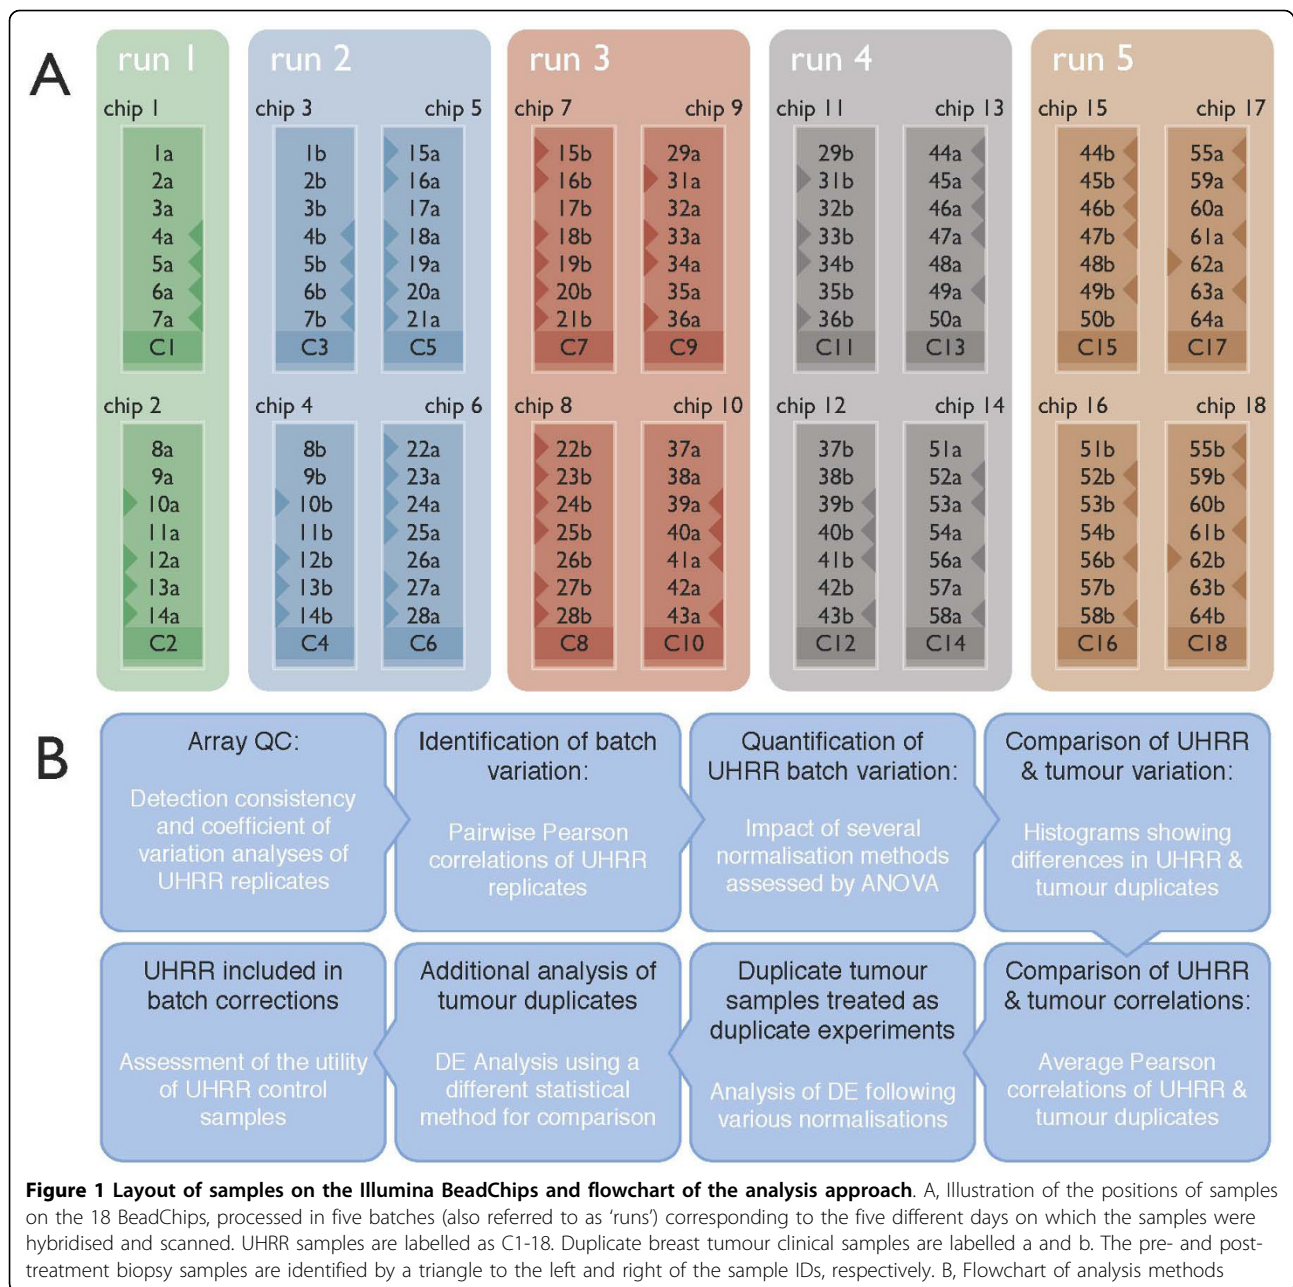 A
run 1
run 2
run 3
run 4
run 5
chip 1
1a
2a
3a
4a
5a
6a
7a
C1
chip 2
8a
9a
10a
11a
12a
13a
14a
C2
chip 3
1b
2b
3b
4b
5b
6b
7b
C3
chip 5
15a
16a
17a
18a
19a
20a
21a
C5
chip 4
8b
9b
10b
11b
12b
13b
14b
C4
chip 6
22a
23a
24a
25a
26a
27a
28a
C6
chip 7
15b
16b
17b
18b
19b
20b
21b
C7
chip 9
29a
31a
32a
33a
34a
35a
36a
C9
chip 8
22b
23b
24b
25b
26b
27b
28b
C8
chip 10
37a
38a
39a
40a
41a
42a
43a
C10
chip 11
29b
31b
32b
33b
34b
35b
36b
C11
chip 13
44a
45a
46a
47a
48a
49a
50a
C13
chip 12
37b
38b
39b
40b
41b
42b
43b
C12
chip 14
51a
52a
53a
54a
56a
57a
58a
C14
chip 15
44b
45b
46b
47b
48b
49b
50b
C15
chip 17
55a
59a
60a
61a
62a
63a
64a
C17
chip 16
51b
52b
53b
54b
56b
57b
58b
C16
chip 18
55b
59b
60b
61b
62b
63b
64b
C18
B
Array QC:
Detection consistency
and coefficient of
variation analyses of
UHRR replicates
Identification of batch
variation:
Pairwise Pearson
correlations of UHRR
replicates
Quantification of
UHRR batch variation:
Impact of several
normalisation methods
assessed by ANOVA
Comparison of UHRR
& tumour variation:
Histograms showing
differences in UHRR &
tumour duplicates
Comparison of UHRR
& tumour correlations:
Average Pearson
correlations of UHRR &
tumour duplicates
Duplicate tumour
samples treated as
duplicate experiments
Analysis of DE following
various normalisations
Additional analysis of
tumour duplicates
DE Analysis using a
different statistical
method for comparison
UHRR included in
batch corrections
Assessment of the utility
of UHRR control
samples
Figure 1 Layout of samples on the Illumina BeadChips and flowchart of the analysis approach. A, Illustration of the positions of samples
on the 18 BeadChips, processed in five batches (also referred to as ‘runs’) corresponding to the five different days on which the samples were
hybridised and scanned. UHRR samples are labelled as C1-18. Duplicate breast tumour clinical samples are labelled a and b. The pre- and post-
treatment biopsy samples are identified by a triangle to the left and right of the sample IDs, respectively. B, Flowchart of analysis methods